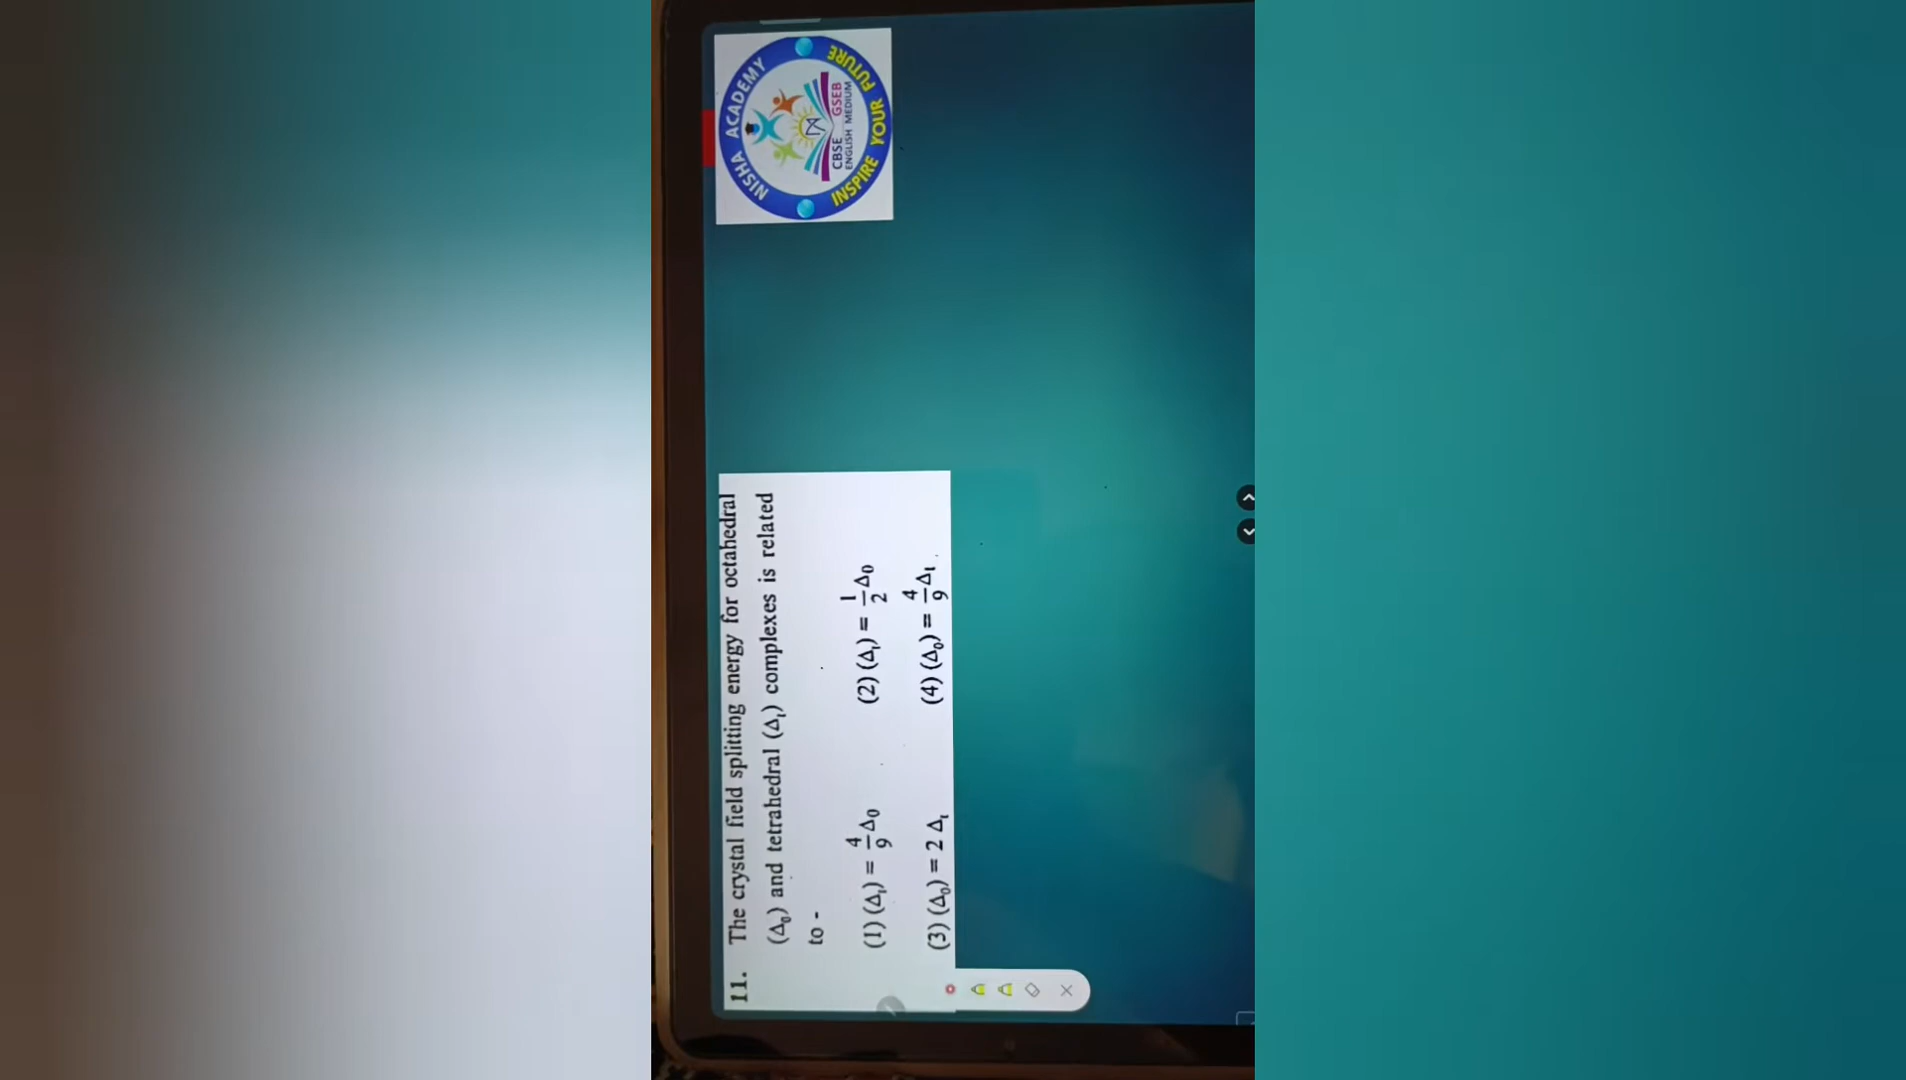 NISHA ACADEMY
CBSE GSEB
ENGLISH MEDIUM
INSPIRE YOUR FUTURE
11. The crystal field splitting energy for octahedral
(Δ₀) and tetrahedral (Δₜ) complexes is related
to -
(1) (Δₜ) = 4/9 Δ0 (2) (Δₜ) = 1/2 Δ0
(3) (Δ₀) = 2 Δₜ (4) (Δ₀) = 4/9 Δₜ